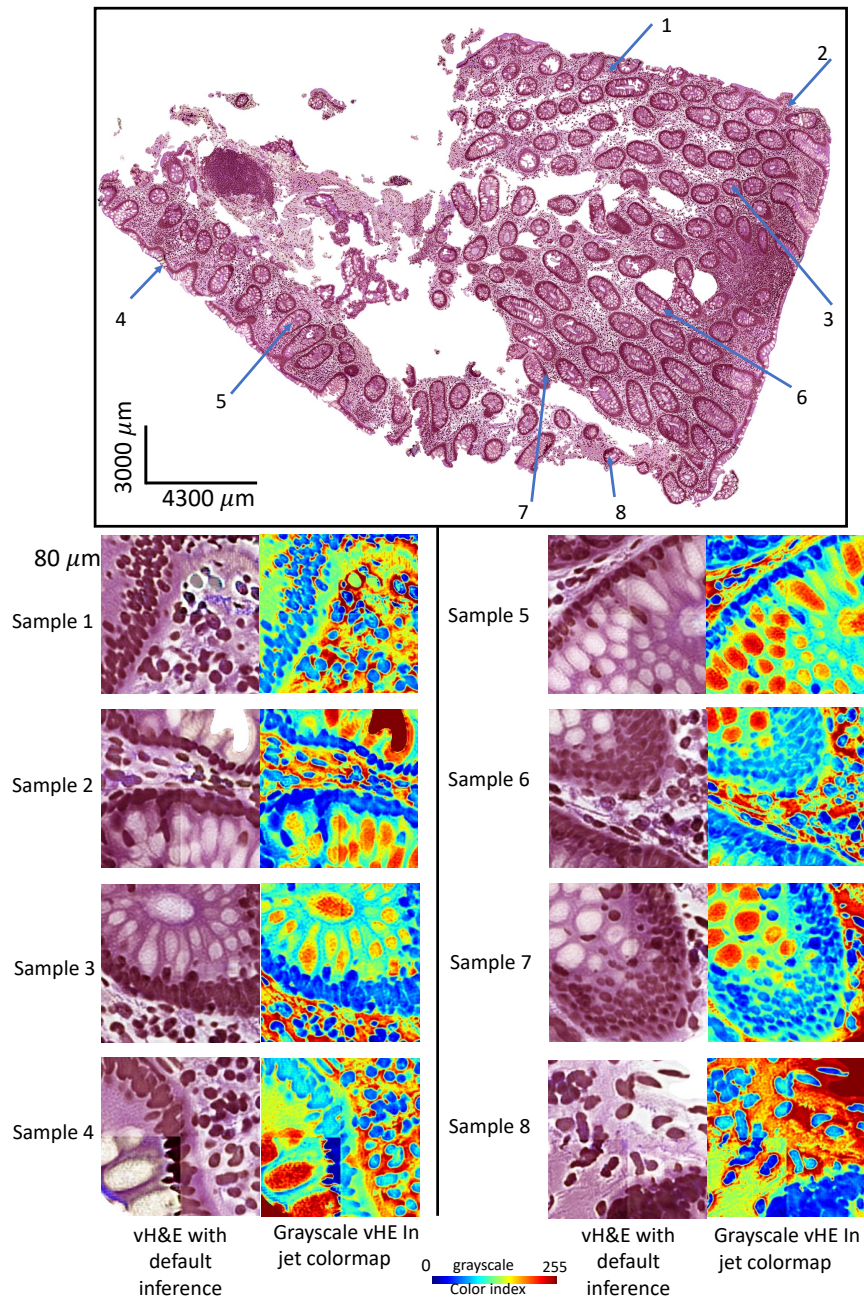 1
2
3
4
5
6
7
8
3000 μm
4300 μm
80 μm
Sample 1
Sample 2
Sample 3
Sample 4
Sample 5
Sample 6
Sample 7
Sample 8
vH&E with
default
inference
Grayscale vHE In
jet colormap
0 grayscale 255
Color index
vH&E with
default
inference
Grayscale vHE In
jet colormap